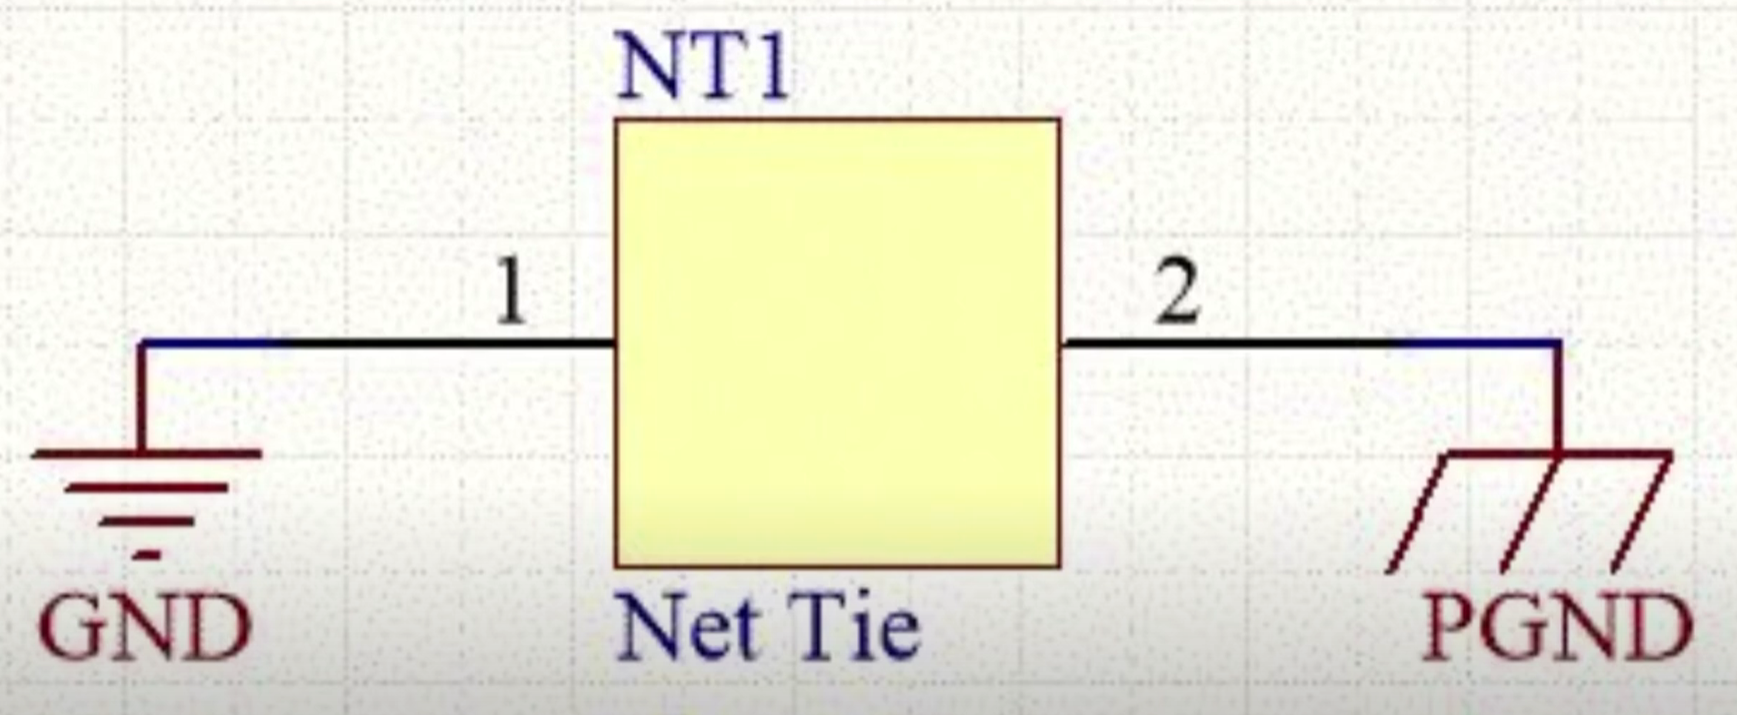 NT1
1
2
Net Tie
GND
PGND